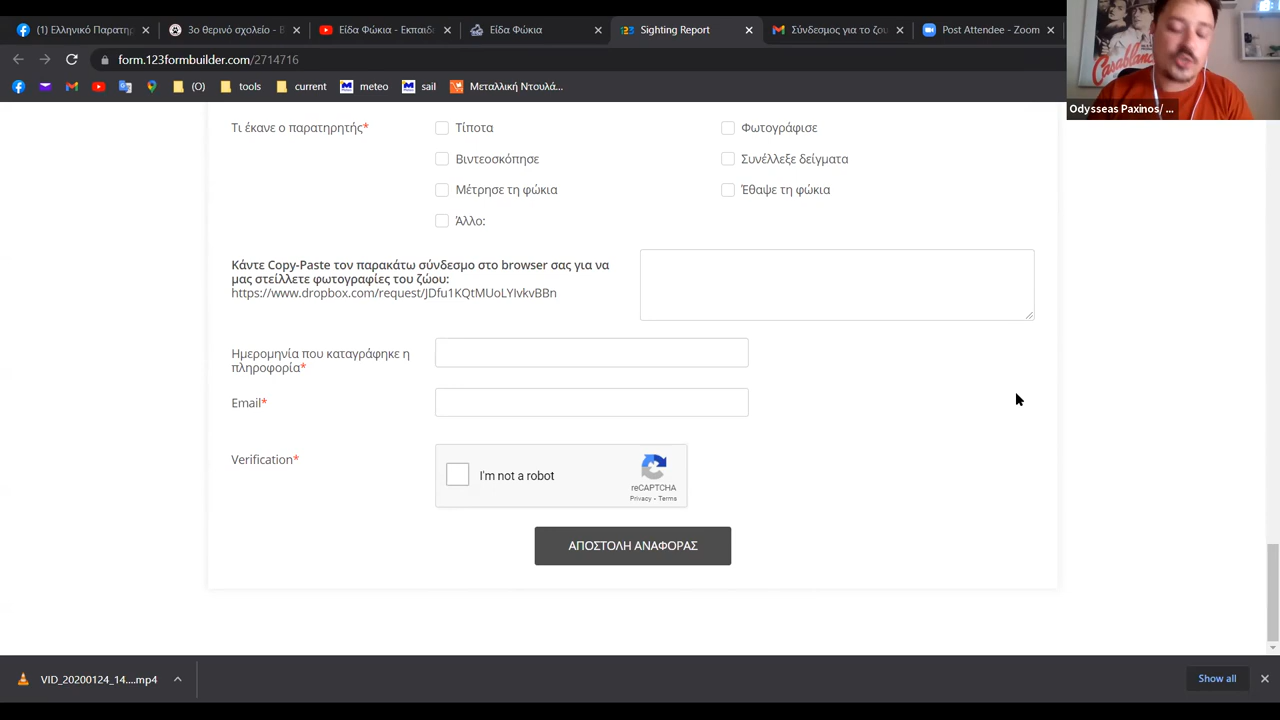 (1) Ελληνικό Παρατηρ
3ο θερινό σχολείο - Β
Είδα Φώκια - Εκπαιδ
Είδα Φώκια
123
Sighting Report
Σύνδεσμος για το ζου
Post Attendee - Zoom
form.123formbuilder.com/2714716
(O)
tools
current
meteo
sail
Μεταλλική Ντουλά...
Casablanca
Odysseas Paxinos/ ...
Τι έκανε ο παρατηρητής*
Τίποτα
Φωτογράφισε
Βιντεοσκόπησε
Συνέλλεξε δείγματα
Μέτρησε τη φώκια
Έθαψε τη φώκια
Άλλο:
Κάντε Copy-Paste τον παρακάτω σύνδεσμο στο browser σας για να
μας στείλλετε φωτογραφίες του ζώου:
https://www.dropbox.com/request/JDfu1KQtMUoLYIvkvBBn
Ημερομηνία που καταγράφηκε η
πληροφορία*
Email*
Verification*
I'm not a robot
reCAPTCHA
Privacy - Terms
ΑΠΟΣΤΟΛΗ ΑΝΑΦΟΡΑΣ
VID_20200124_14....mp4
Show all